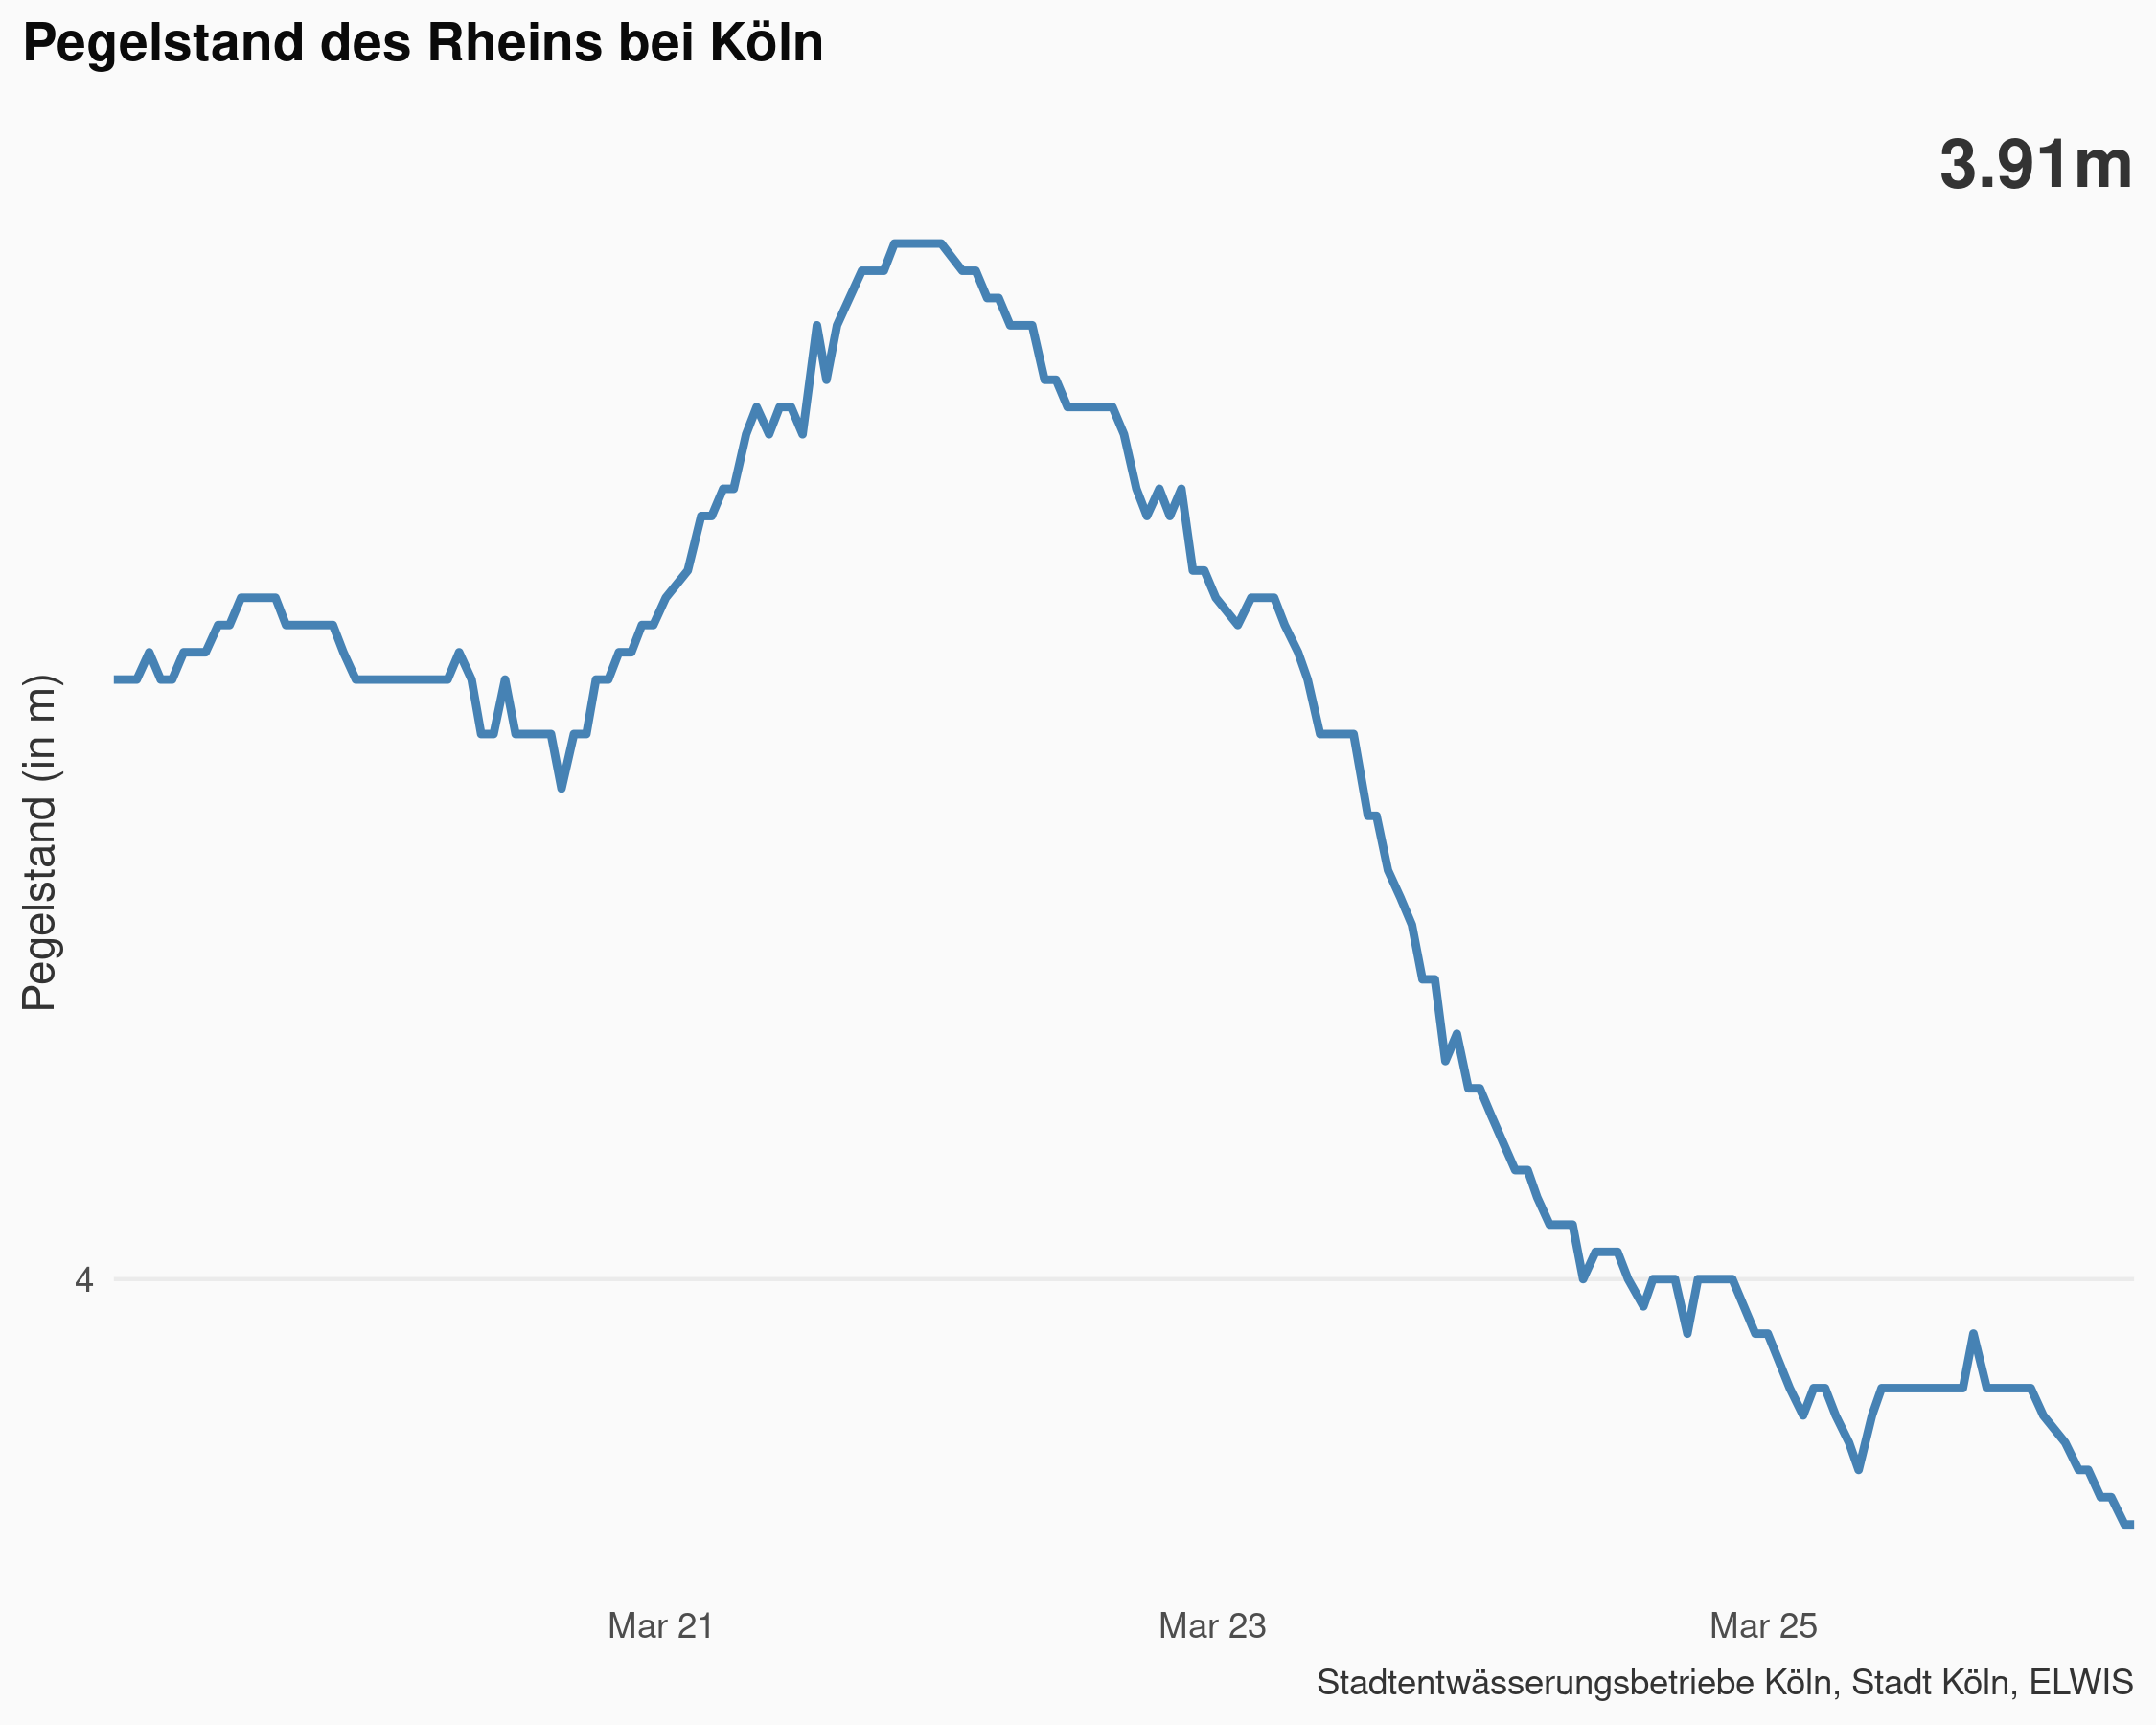 Pegelstand des Rheins bei Köln
3.91m
Pegelstand (in m)
4
Mar 21
Mar 23
Mar 25
Stadtentwässerungsbetriebe Köln, Stadt Köln, ELWIS